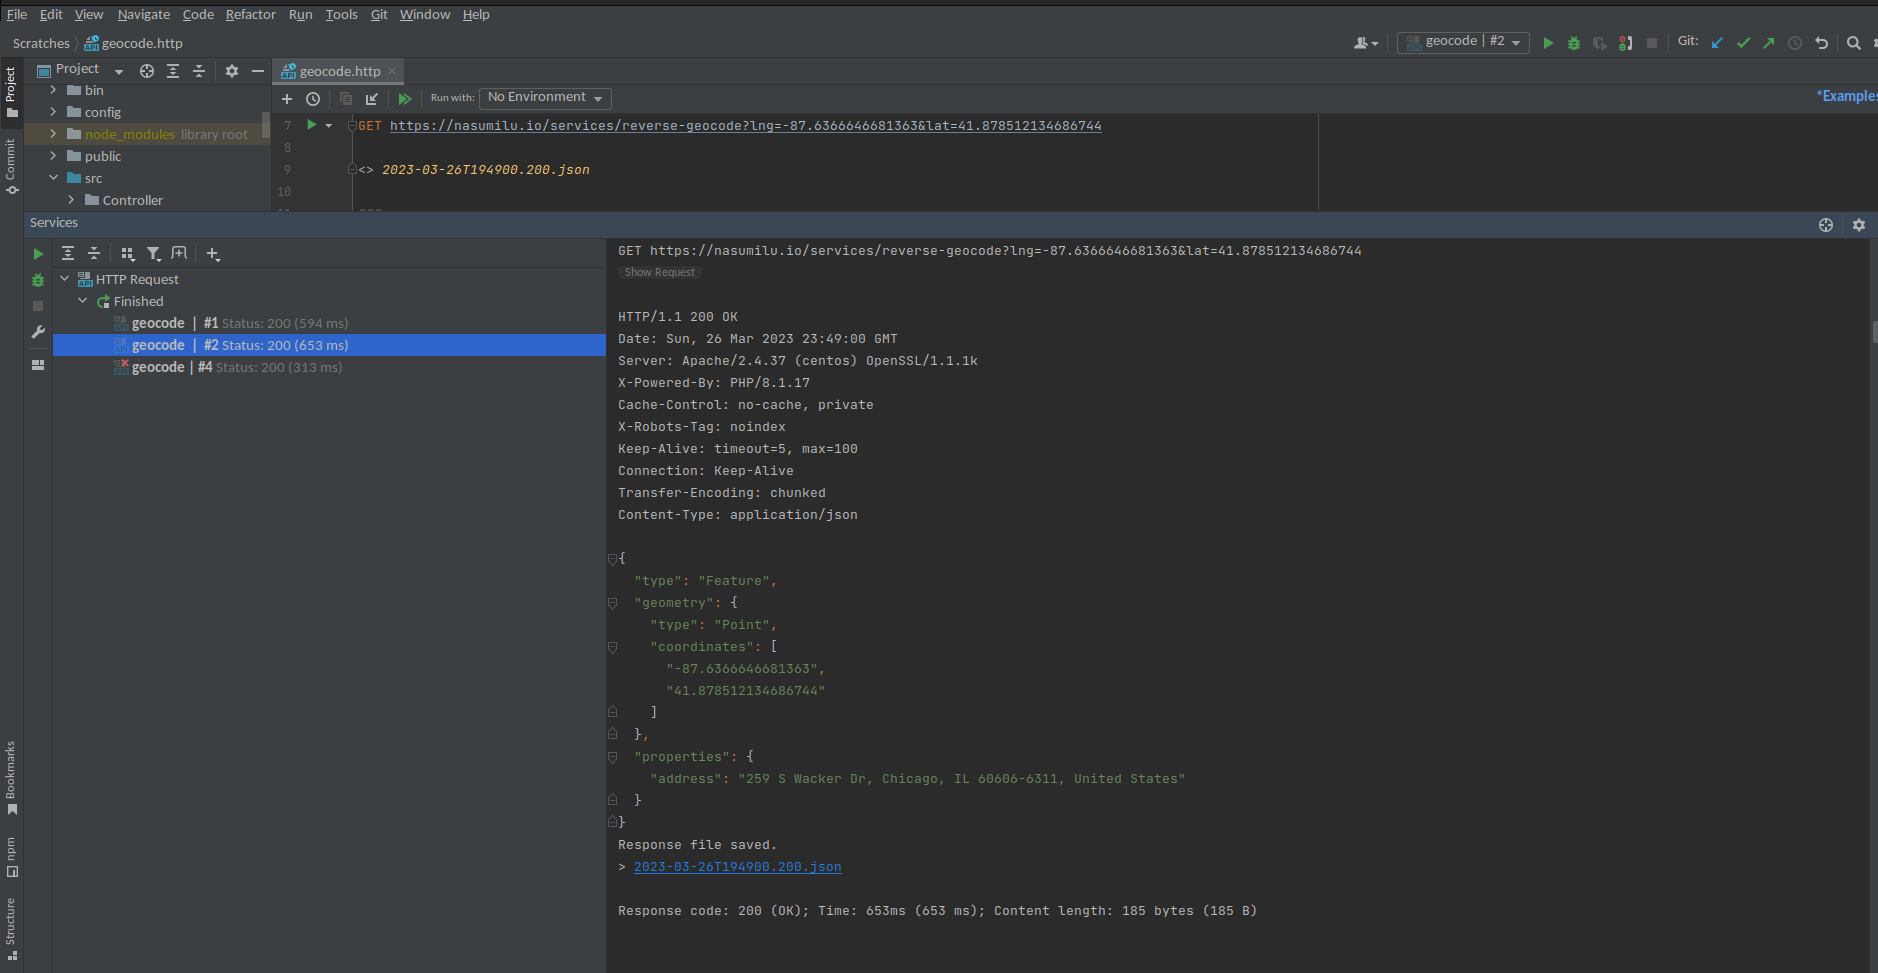 File Edit View Navigate Code Refactor Run Tools Git Window Help
Scratches geocode.http
geocode | #2
Git:
Project
geocode.http
bin
config
node_modules library root
public
src
Controller
Run with: No Environment
*Examples
7 GET https://nasumilu.io/services/reverse-geocode?lng=-87.6366646681363&lat=41.878512134686744
8
9 <> 2023-03-26T194900.200.json
10
Project
Commit
Bookmarks
npm
Structure
Services
HTTP Request
Finished
geocode | #1 Status: 200 (594 ms)
geocode | #2 Status: 200 (653 ms)
geocode | #4 Status: 200 (313 ms)
GET https://nasumilu.io/services/reverse-geocode?lng=-87.6366646681363&lat=41.878512134686744
Show Request
HTTP/1.1 200 OK
Date: Sun, 26 Mar 2023 23:49:00 GMT
Server: Apache/2.4.37 (centos) OpenSSL/1.1.1k
X-Powered-By: PHP/8.1.17
Cache-Control: no-cache, private
X-Robots-Tag: noindex
Keep-Alive: timeout=5, max=100
Connection: Keep-Alive
Transfer-Encoding: chunked
Content-Type: application/json
{
"type": "Feature",
"geometry": {
"type": "Point",
"coordinates": [
"-87.6366646681363",
"41.878512134686744"
]
},
"properties": {
"address": "259 S Wacker Dr, Chicago, IL 60606-6311, United States"
}
}
Response file saved.
> 2023-03-26T194900.200.json
Response code: 200 (OK); Time: 653ms (653 ms); Content length: 185 bytes (185 B)